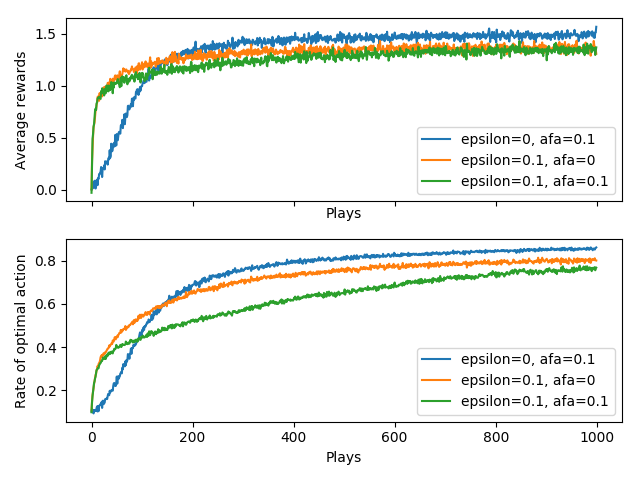 Average rewards
1.5
1.0
0.5
0.0
epsilon=0, afa=0.1
epsilon=0.1, afa=0
epsilon=0.1, afa=0.1
Plays
Rate of optimal action
0.8
0.6
0.4
0.2
epsilon=0, afa=0.1
epsilon=0.1, afa=0
epsilon=0.1, afa=0.1
0 200 400 600 800 1000
Plays